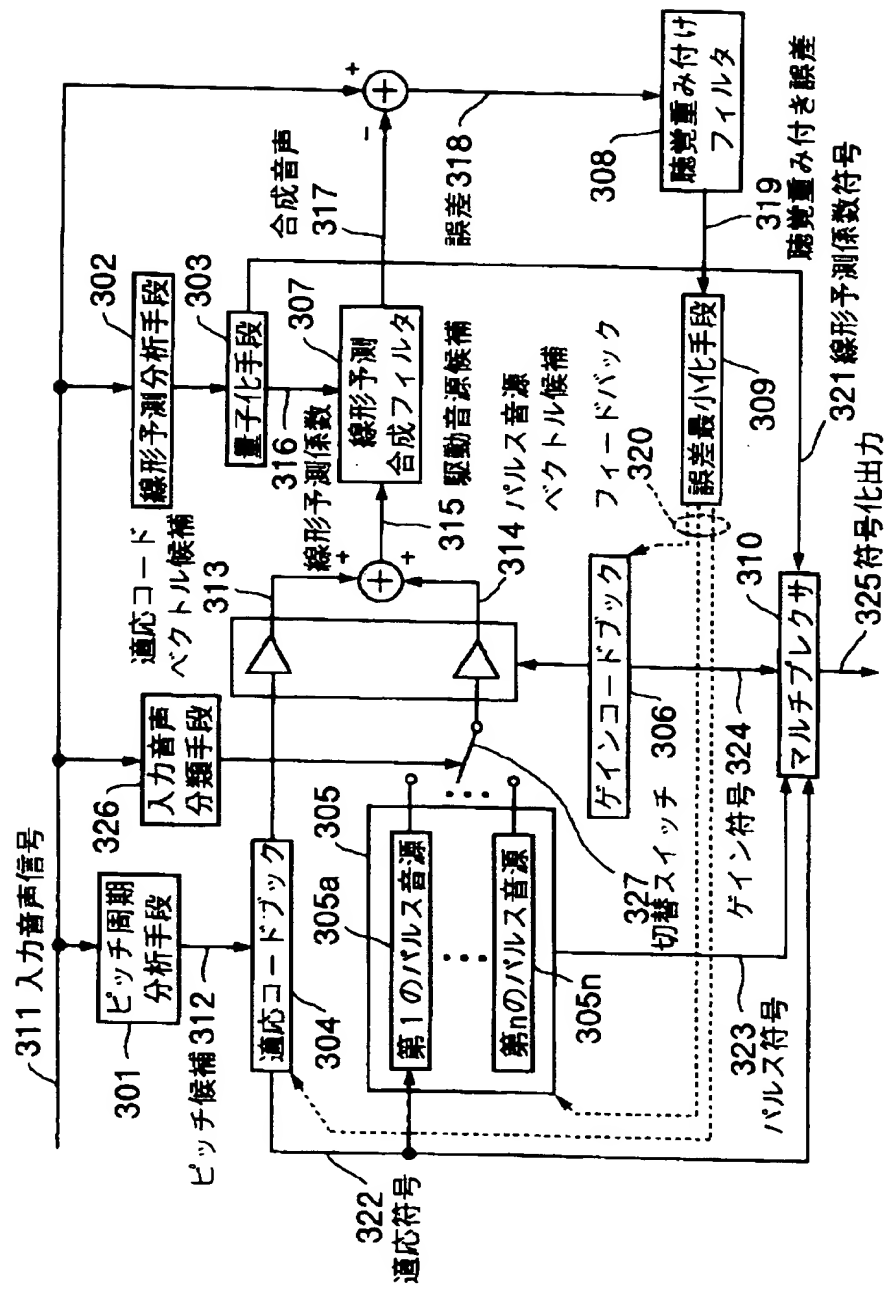 311 入力音声信号
ピッチ周期
分析手段
301
ピッチ候補 312
326
入力音声
分類手段
適応コード
ベクトル候補
313
線形予測分析手段
302
量子化手段
303
316
線形予測係数
線形予測
合成フィルタ
307
合成音声
317
+
-
+
誤差 318
聴覚重み付け
フィルタ
308
319
聴覚重み付き誤差
適応コードブック
304
322
適応符号
305
305a
第1のパルス音源
第nのパルス音源
305n
327
切替スイッチ
+
+
+
315 駆動音源候補
314 パルス音源
ベクトル候補
フィードバック
320
誤差最小化手段
309
ゲインコードブック
306
ゲイン符号 324
323
パルス符号
マルチプレクサ
310
321 線形予測係数符号
325 符号化出力